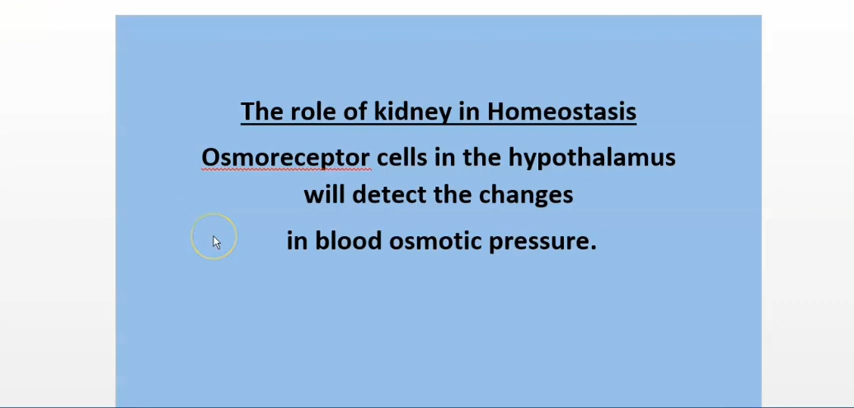 The role of kidney in Homeostasis
Osmoreceptor cells in the hypothalamus
will detect the changes
in blood osmotic pressure.